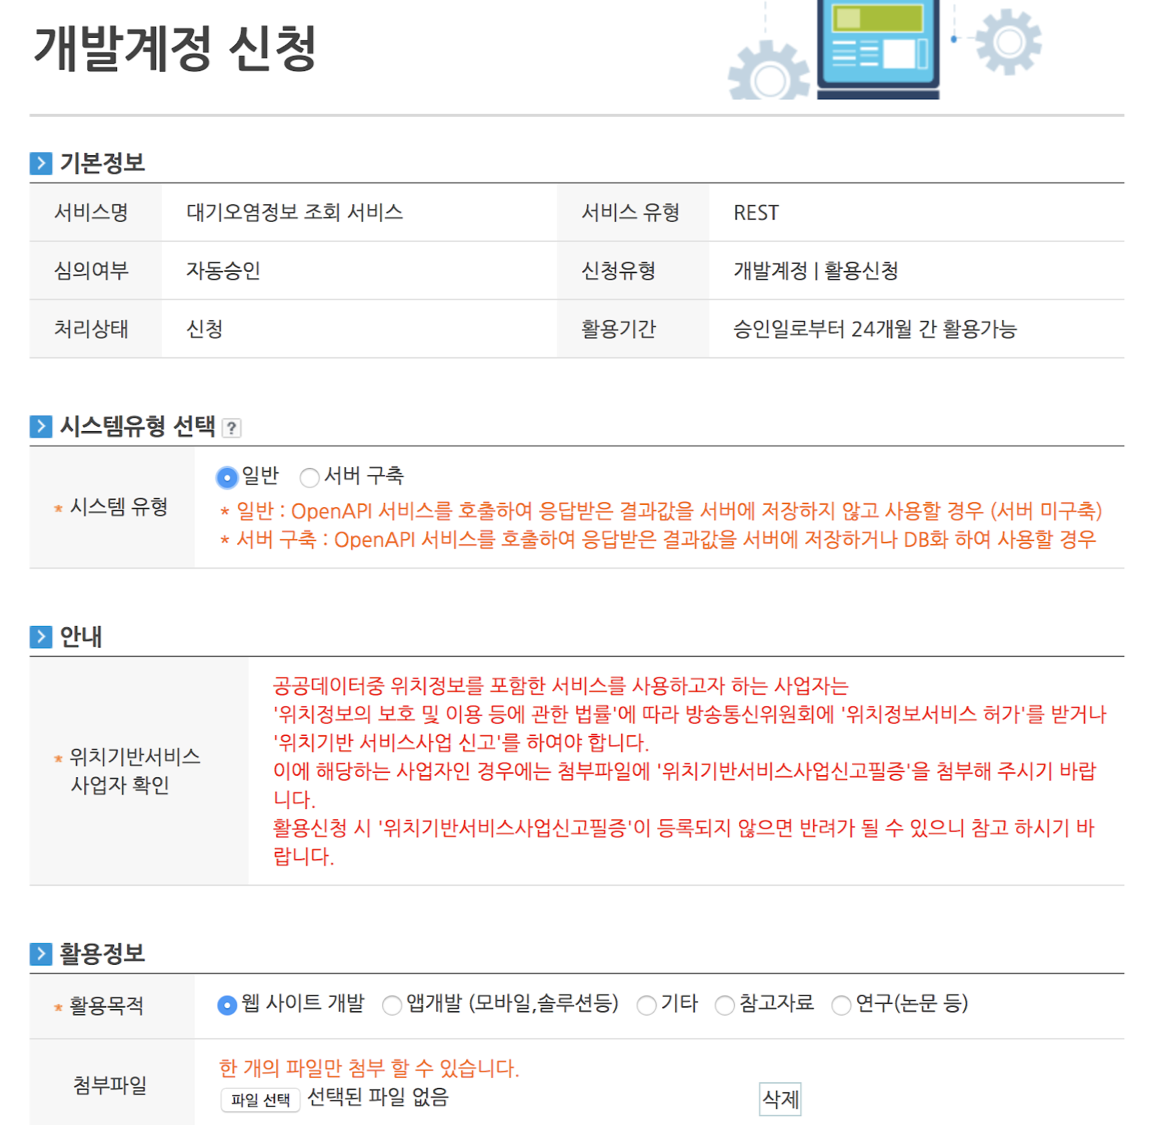 개발계정 신청
기본정보
서비스명 대기오염정보 조회 서비스 서비스 유형 REST
심의여부 자동승인 신청유형 개발계정 | 활용신청
처리상태 신청 활용기간 승인일로부터 24개월 간 활용가능
시스템유형 선택 ?
* 시스템 유형
일반 서버 구축
* 일반 : OpenAPI 서비스를 호출하여 응답받은 결과값을 서버에 저장하지 않고 사용할 경우 (서버 미구축)
* 서버 구축 : OpenAPI 서비스를 호출하여 응답받은 결과값을 서버에 저장하거나 DB화 하여 사용할 경우
안내
* 위치기반서비스
사업자 확인
공공데이터중 위치정보를 포함한 서비스를 사용하고자 하는 사업자는
'위치정보의 보호 및 이용 등에 관한 법률'에 따라 방송통신위원회에 '위치정보서비스 허가'를 받거나
'위치기반 서비스사업 신고'를 하여야 합니다.
이에 해당하는 사업자인 경우에는 첨부파일에 '위치기반서비스사업신고필증'을 첨부해 주시기 바랍
니다.
활용신청 시 '위치기반서비스사업신고필증'이 등록되지 않으면 반려가 될 수 있으니 참고 하시기 바
랍니다.
활용정보
* 활용목적 웹 사이트 개발 앱개발 (모바일,솔루션등) 기타 참고자료 연구(논문 등)
첨부파일
한 개의 파일만 첨부 할 수 있습니다.
파일 선택 선택된 파일 없음 삭제